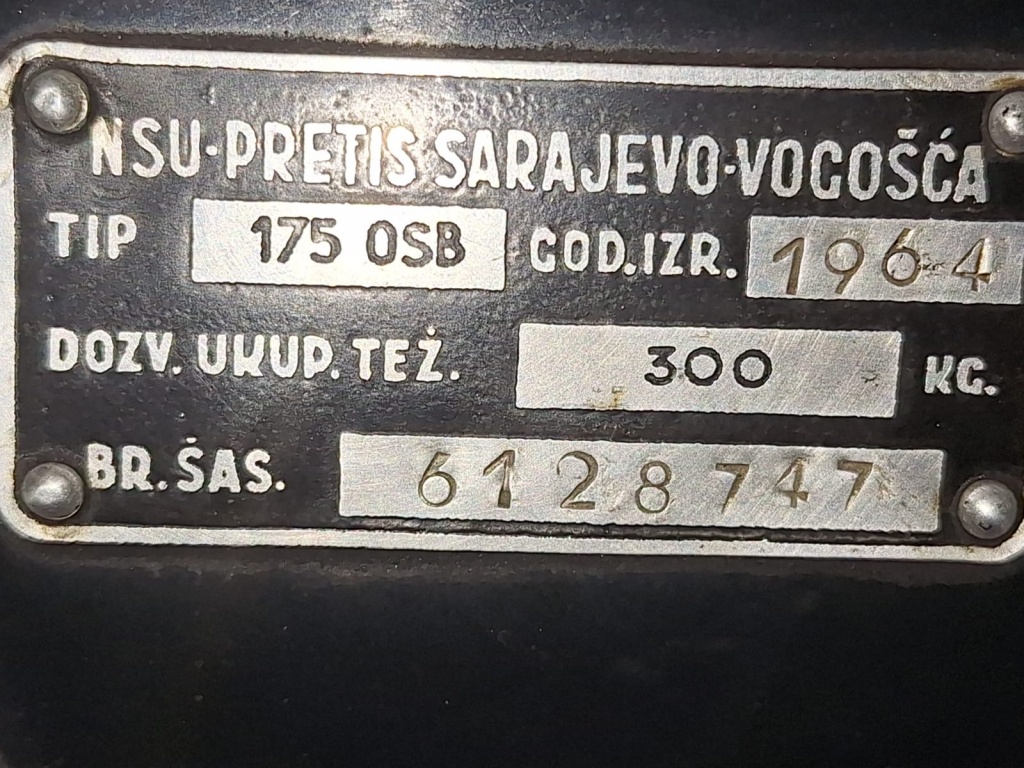 NSU·PRETIS SARAJEVO·VOGOŠĆA
TIP 175 OSB GOD.IZR. 1964
DOZV. UKUP. TEŽ. 300 KG.
BR. ŠAS. 6128747